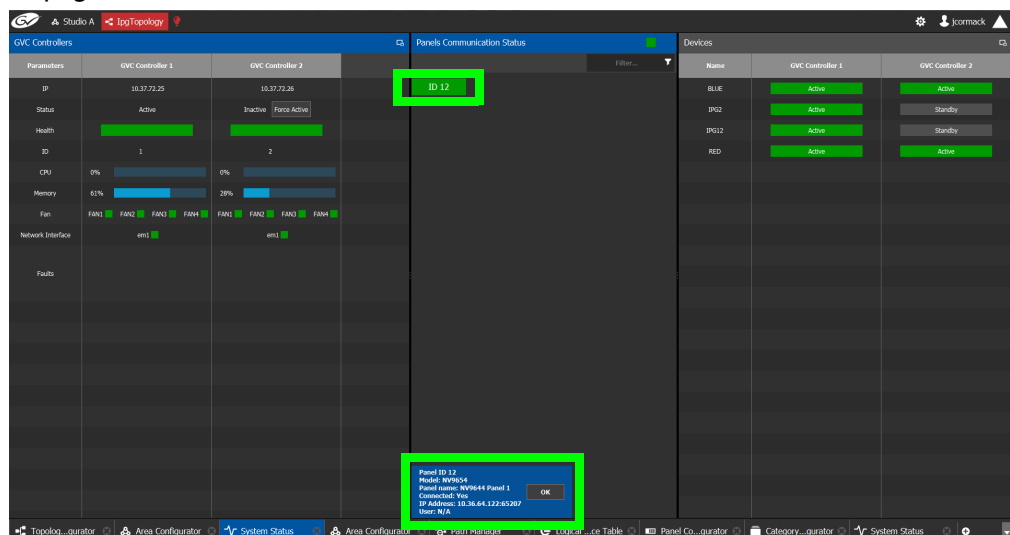 GV Studio A IpgTopology jcormack
GVC Controllers
Panels Communication Status
Devices
Parameters GVC Controller 1 GVC Controller 2
Filter...
Name GVC Controller 1 GVC Controller 2
IP 10.37.72.25 10.37.72.26
ID 12
BLUE Active Active
Status Active Inactive Force Active
IPG2 Active Standby
Health
IPG12 Active Standby
ID 1 2
RED Active Active
CPU 0% 0%
Memory 61% 28%
Fan FAN1 FAN2 FAN3 FAN4 FAN1 FAN2 FAN3 FAN4
Network Interface em1 em1
Faults
Panel ID 12
Model: NV9654
Panel name: NV9644 Panel 1
Connected: Yes
IP Address: 10.36.64.122:65207
User: N/A
OK
Topolog...gurator Area Configurator System Status Area Configurator Path Manager Logical ...ce Table Panel Co...gurator Category...gurator System Status